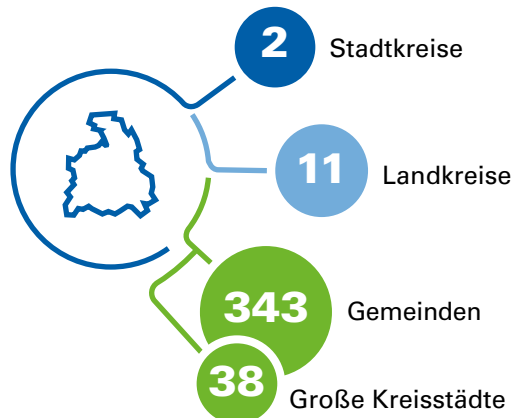 2 Stadtkreise
11 Landkreise
343 Gemeinden
38 Große Kreisstädte